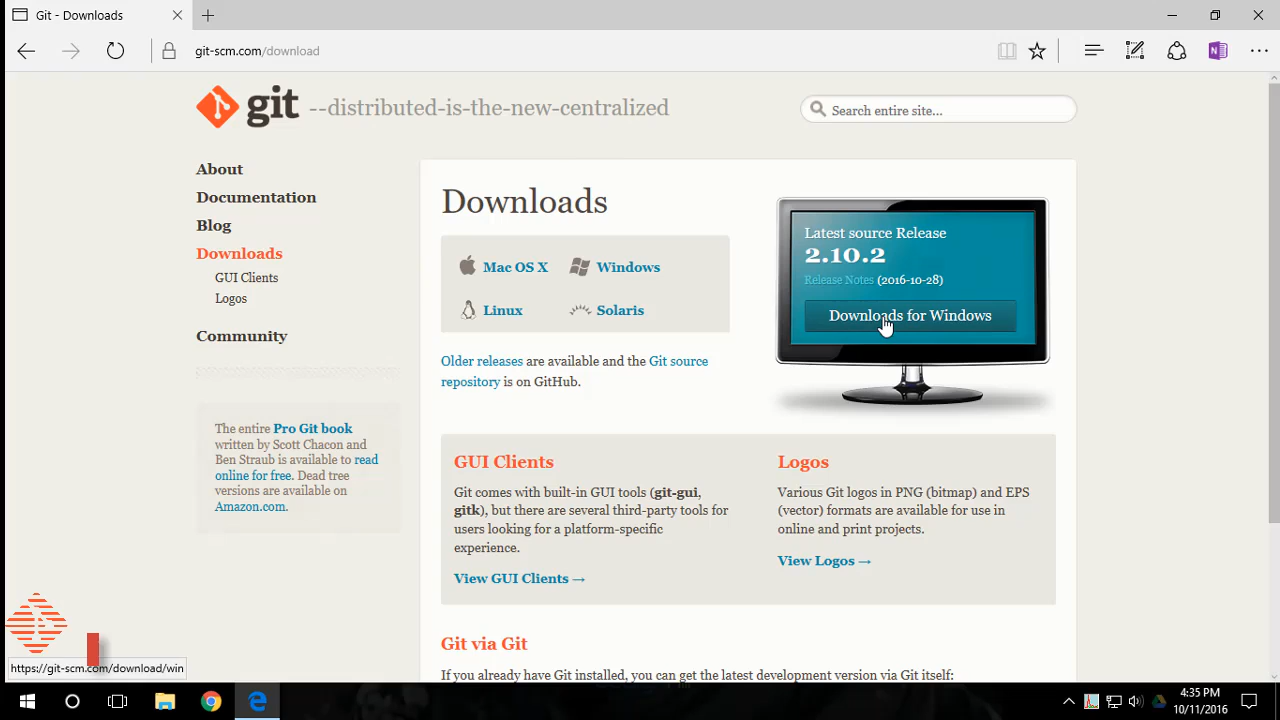 Git - Downloads
git-scm.com/download
git --distributed-is-the-new-centralized
Search entire site...
About
Documentation
Blog
Downloads
GUI Clients
Logos
Community
The entire Pro Git book
written by Scott Chacon and
Ben Straub is available to read
online for free. Dead tree
versions are available on
Amazon.com.
Downloads
Mac OS X
Windows
Linux
Solaris
Older releases are available and the Git source
repository is on GitHub.
Latest source Release
2.10.2
Release Notes (2016-10-28)
Downloads for Windows
GUI Clients
Git comes with built-in GUI tools (git-gui,
gitk), but there are several third-party tools for
users looking for a platform-specific
experience.
View GUI Clients →
Logos
Various Git logos in PNG (bitmap) and EPS
(vector) formats are available for use in
online and print projects.
View Logos →
Git via Git
If you already have Git installed, you can get the latest development version via Git itself:
https://git-scm.com/download/win
4:35 PM
10/11/2016